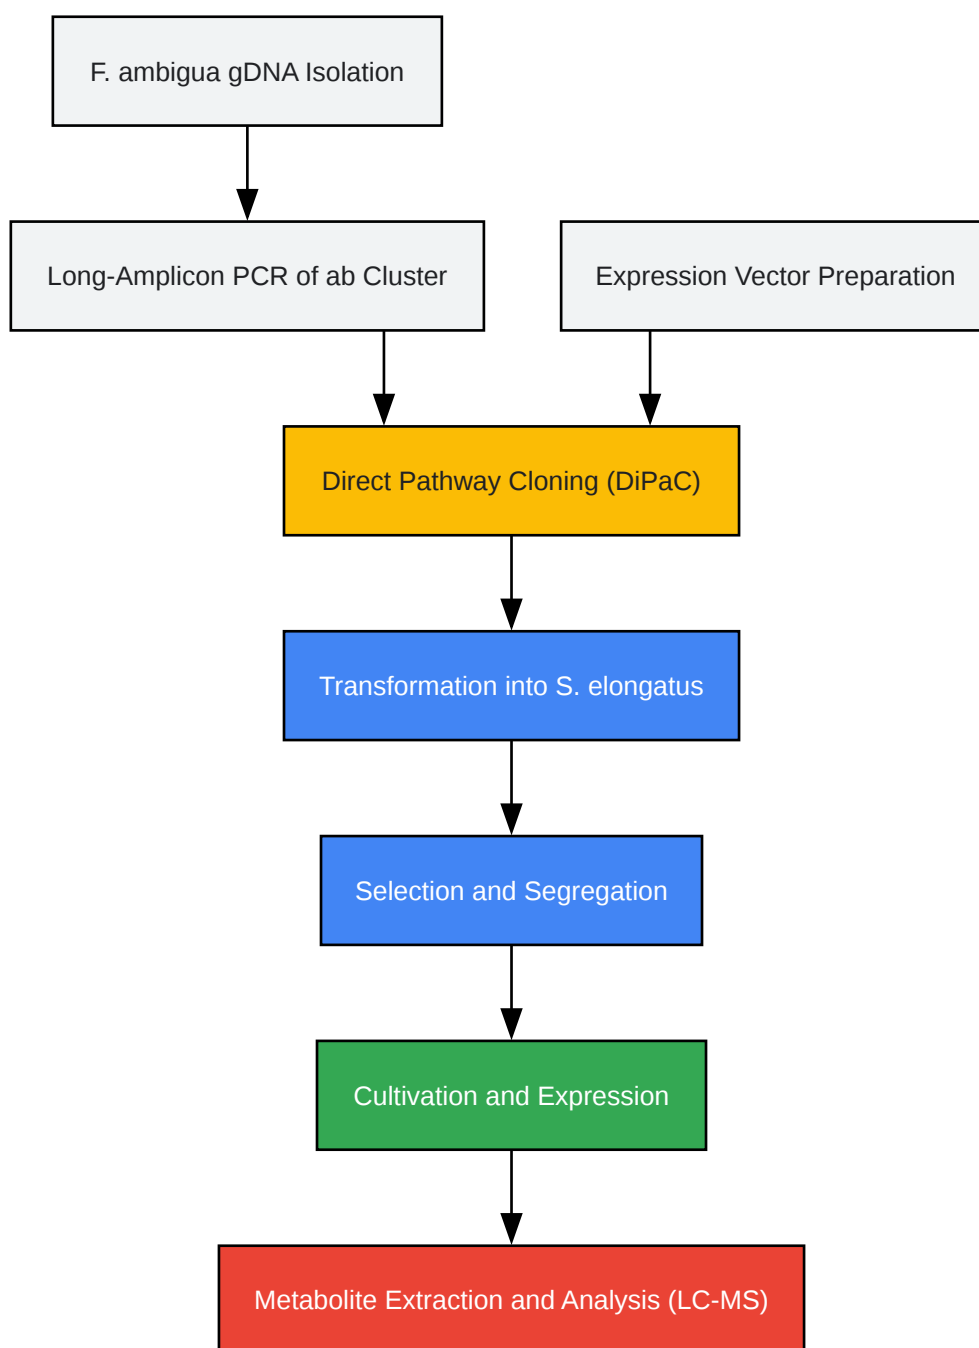 F. ambigua gDNA Isolation
Long-Amplicon PCR of ab Cluster
Expression Vector Preparation
Direct Pathway Cloning (DiPaC)
Transformation into S. elongatus
Selection and Segregation
Cultivation and Expression
Metabolite Extraction and Analysis (LC-MS)